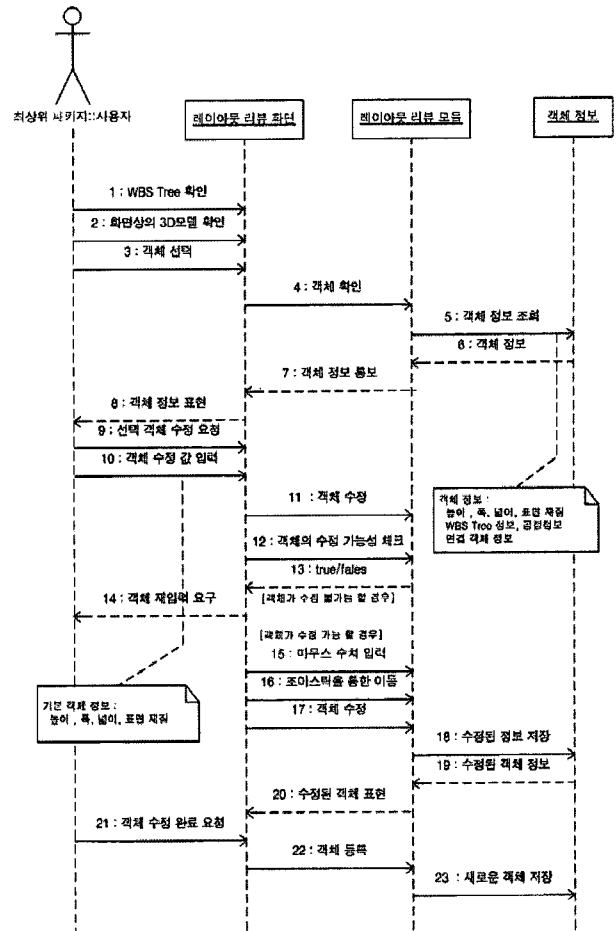 최상위 패키지::사용자
레이아웃 리뷰 화면
레이아웃 리뷰 모듈
객체 정보
1 : WBS Tree 확인
2 : 화면상의 3D모델 확인
3 : 객체 선택
4 : 객체 확인
5 : 객체 정보 조회
6 : 객체 정보
7 : 객체 정보 통보
8 : 객체 정보 표현
9 : 선택 객체 수정 요청
10 : 객체 수정 값 입력
객체 정보 :
높이 , 폭, 넓이, 표면 재질
WBS Tree 정보, 공정정보
연결 객체 정보
11 : 객체 수정
12 : 객체의 수정 가능성 체크
13 : true/fales
[객체가 수정 불가능 할 경우]
14 : 객체 재입력 요구
[객체가 수정 가능 할 경우]
15 : 마우스 수치 입력
16 : 조이스틱을 통한 이동
17 : 객체 수정
기본 객체 정보 :
높이 , 폭, 넓이, 표면 재질
18 : 수정된 정보 저장
19 : 수정된 객체 정보
20 : 수정된 객체 표현
21 : 객체 수정 완료 요청
22 : 객체 등록
23 : 새로운 객체 저장